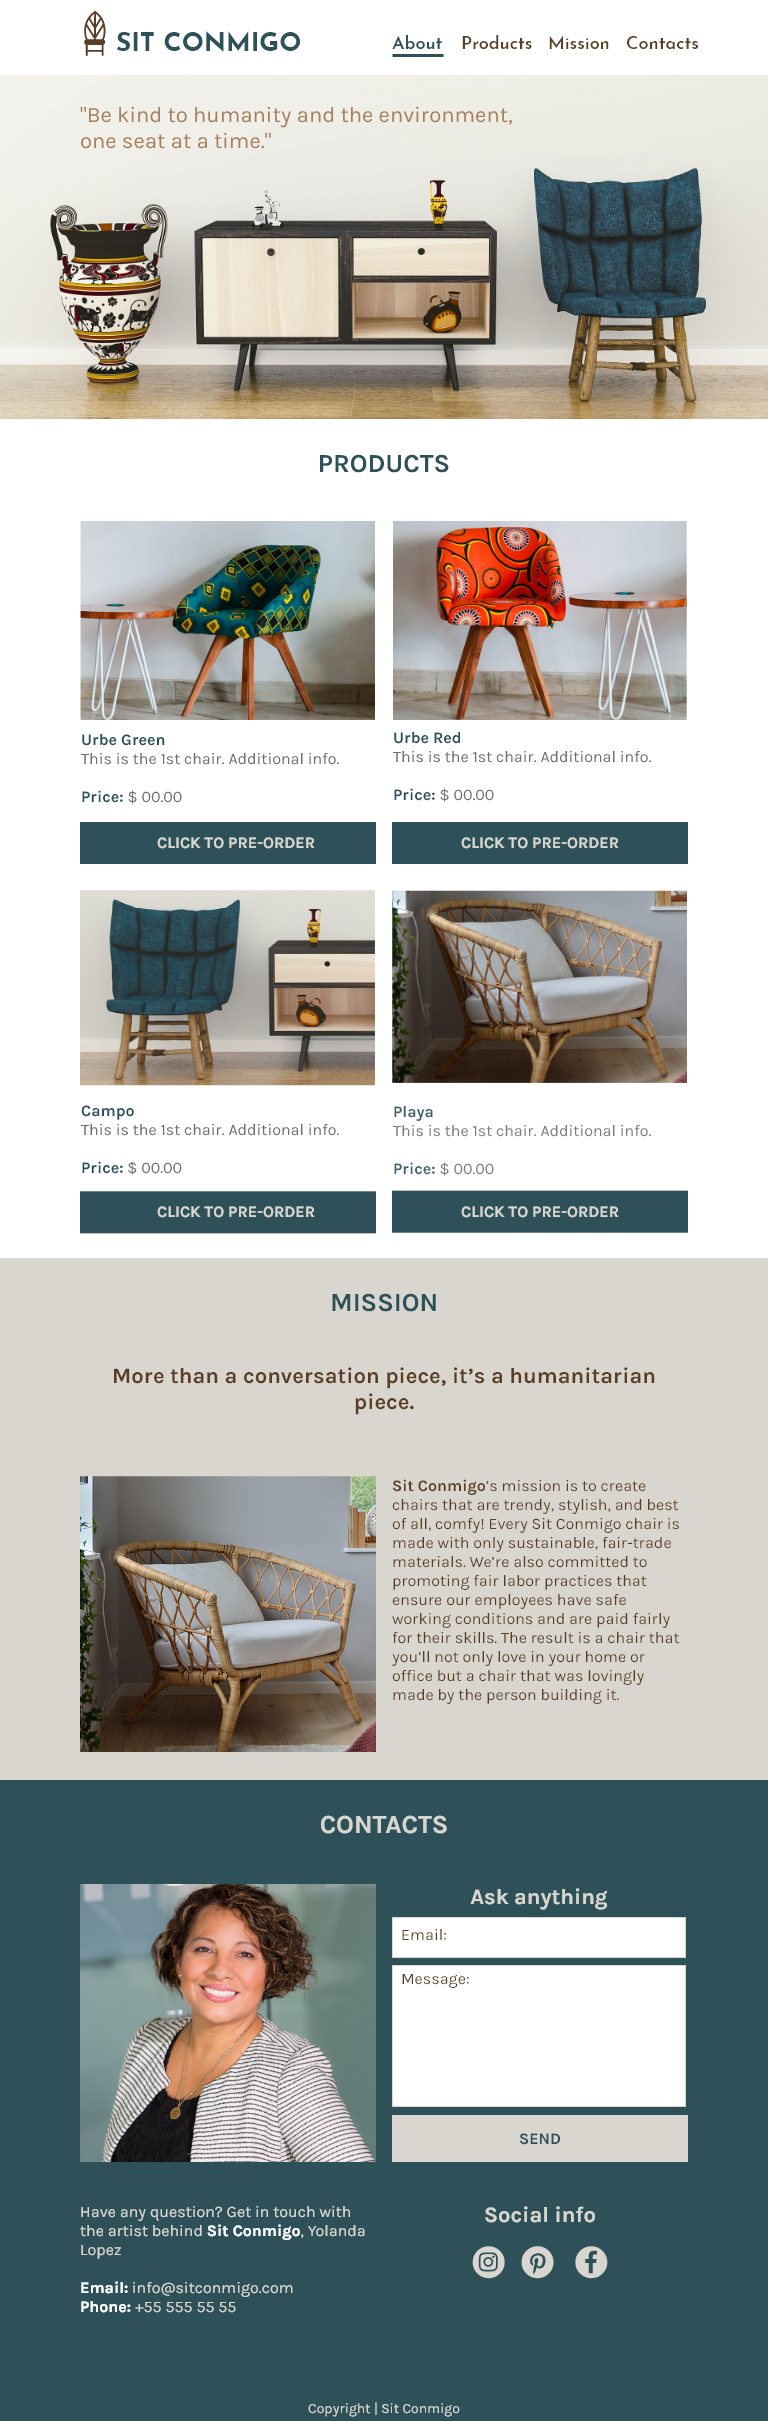 SIT CONMIGO
About Products Mission Contacts
"Be kind to humanity and the environment,
one seat at a time."
PRODUCTS
Urbe Green
This is the 1st chair. Additional info.
Price: $ 00.00
CLICK TO PRE-ORDER
Urbe Red
This is the 1st chair. Additional info.
Price: $ 00.00
CLICK TO PRE-ORDER
Campo
This is the 1st chair. Additional info.
Price: $ 00.00
CLICK TO PRE-ORDER
Playa
This is the 1st chair. Additional info.
Price: $ 00.00
CLICK TO PRE-ORDER
MISSION
More than a conversation piece, it’s a humanitarian
piece.
Sit Conmigo’s mission is to create
chairs that are trendy, stylish, and best
of all, comfy! Every Sit Conmigo chair is
made with only sustainable, fair-trade
materials. We’re also committed to
promoting fair labor practices that
ensure our employees have safe
working conditions and are paid fairly
for their skills. The result is a chair that
you’ll not only love in your home or
office but a chair that was lovingly
made by the person building it.
CONTACTS
Ask anything
Email:
Message:
SEND
Have any question? Get in touch with
the artist behind Sit Conmigo, Yolanda
Lopez
Email: info@sitconmigo.com
Phone: +55 555 55 55
Social info
Copyright | Sit Conmigo